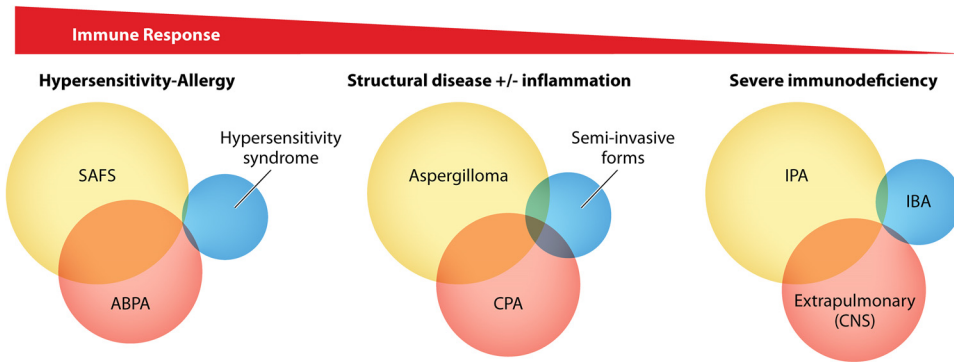 Immune Response
Hypersensitivity-Allergy
SAFS
Hypersensitivity
syndrome
ABPA
Structural disease +/- inflammation
Aspergilloma
Semi-invasive
forms
CPA
Severe immunodeficiency
IPA
IBA
Extrapulmonary
(CNS)